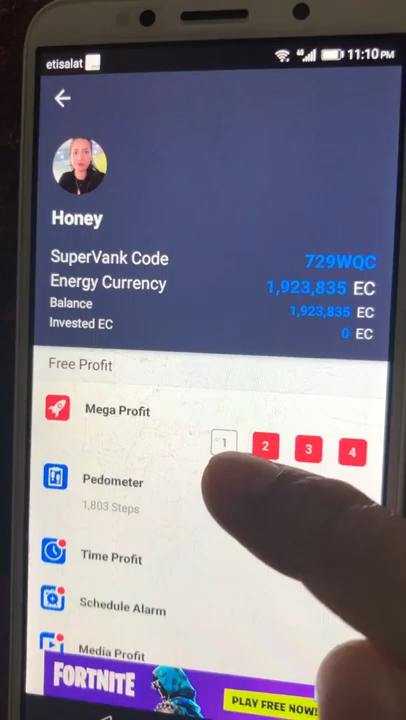 etisalat 4G 11:10 PM
Honey
SuperVank Code 729WQC
Energy Currency 1,923,835 EC
Balance 1,923,835 EC
Invested EC 0 EC
Free Profit
Mega Profit
1 2 3 4
Pedometer
1,803 Steps
Time Profit
Schedule Alarm
Media Profit
FORTNITE PLAY FREE NOW!